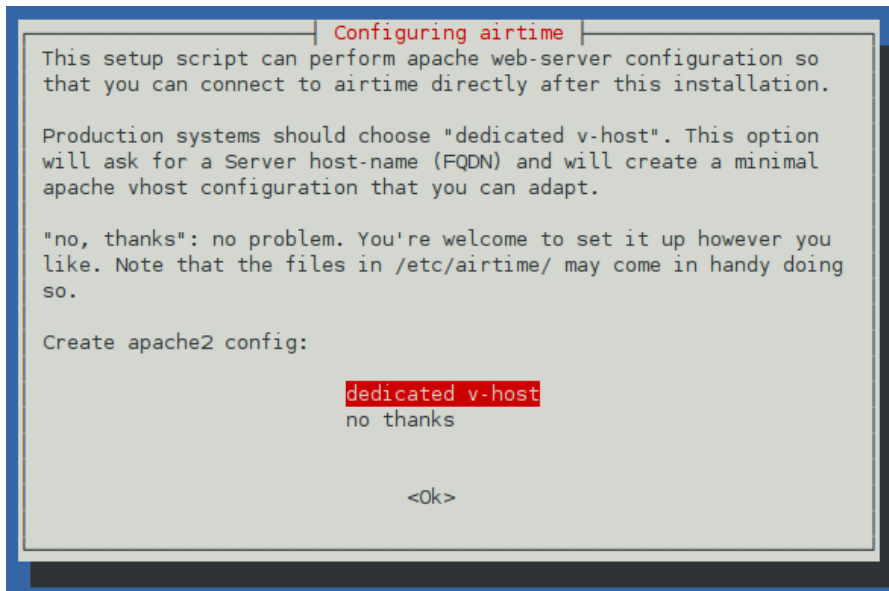 Configuring airtime
This setup script can perform apache web-server configuration so
that you can connect to airtime directly after this installation.
Production systems should choose "dedicated v-host". This option
will ask for a Server host-name (FQDN) and will create a minimal
apache vhost configuration that you can adapt.
"no, thanks": no problem. You're welcome to set it up however you
like. Note that the files in /etc/airtime/ may come in handy doing
so.
Create apache2 config:
dedicated v-host
no thanks
<Ok>